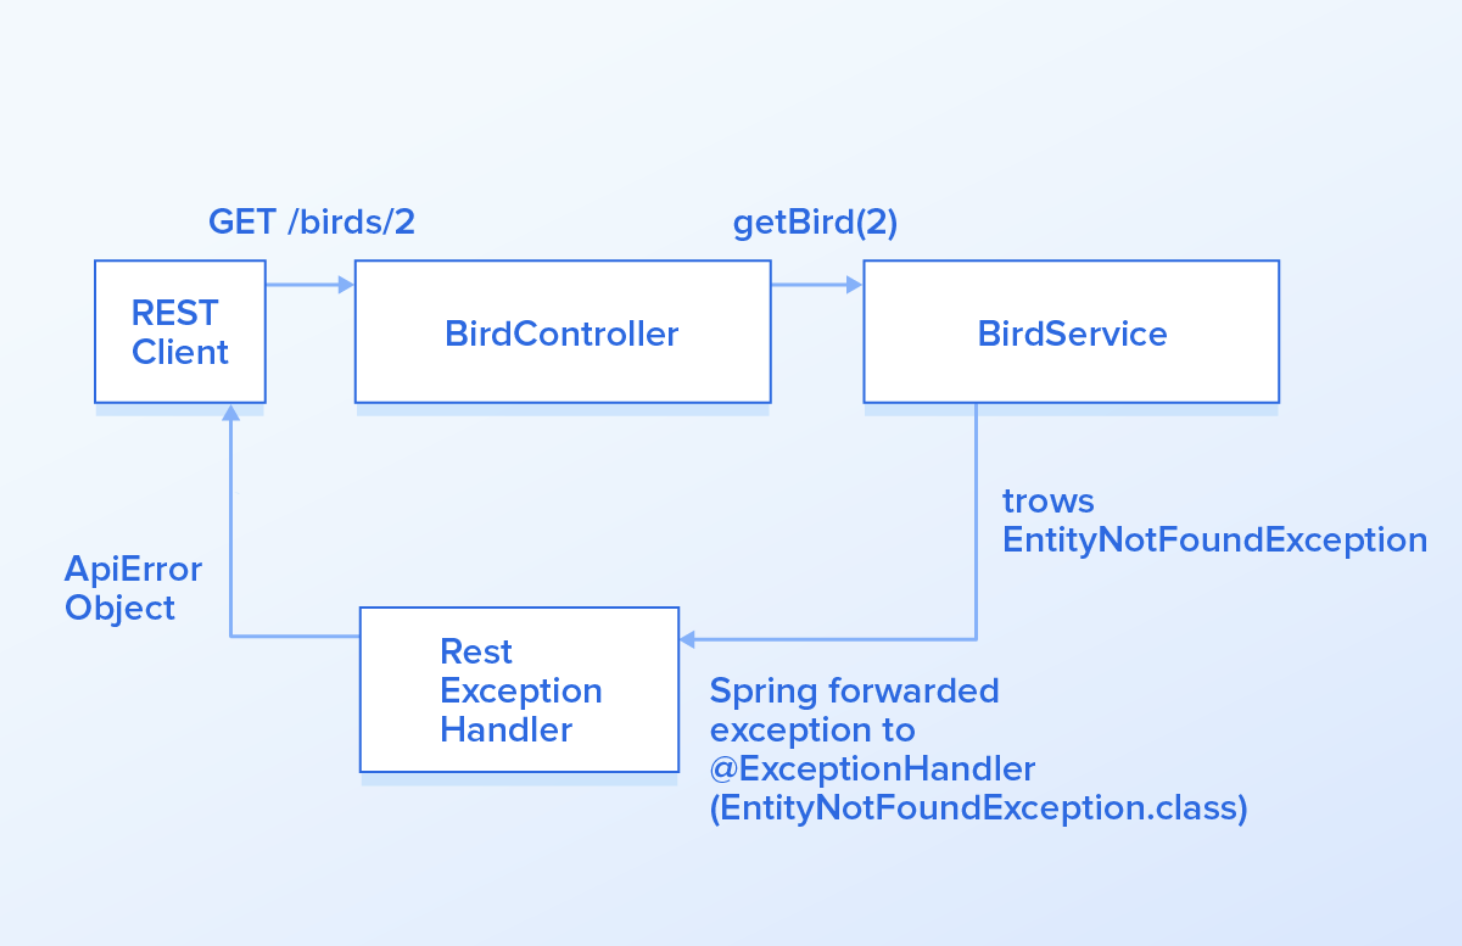 GET /birds/2
getBird(2)
REST
Client
BirdController
BirdService
trows
EntityNotFoundException
ApiError
Object
Rest
Exception
Handler
Spring forwarded
exception to
@ExceptionHandler
(EntityNotFoundException.class)